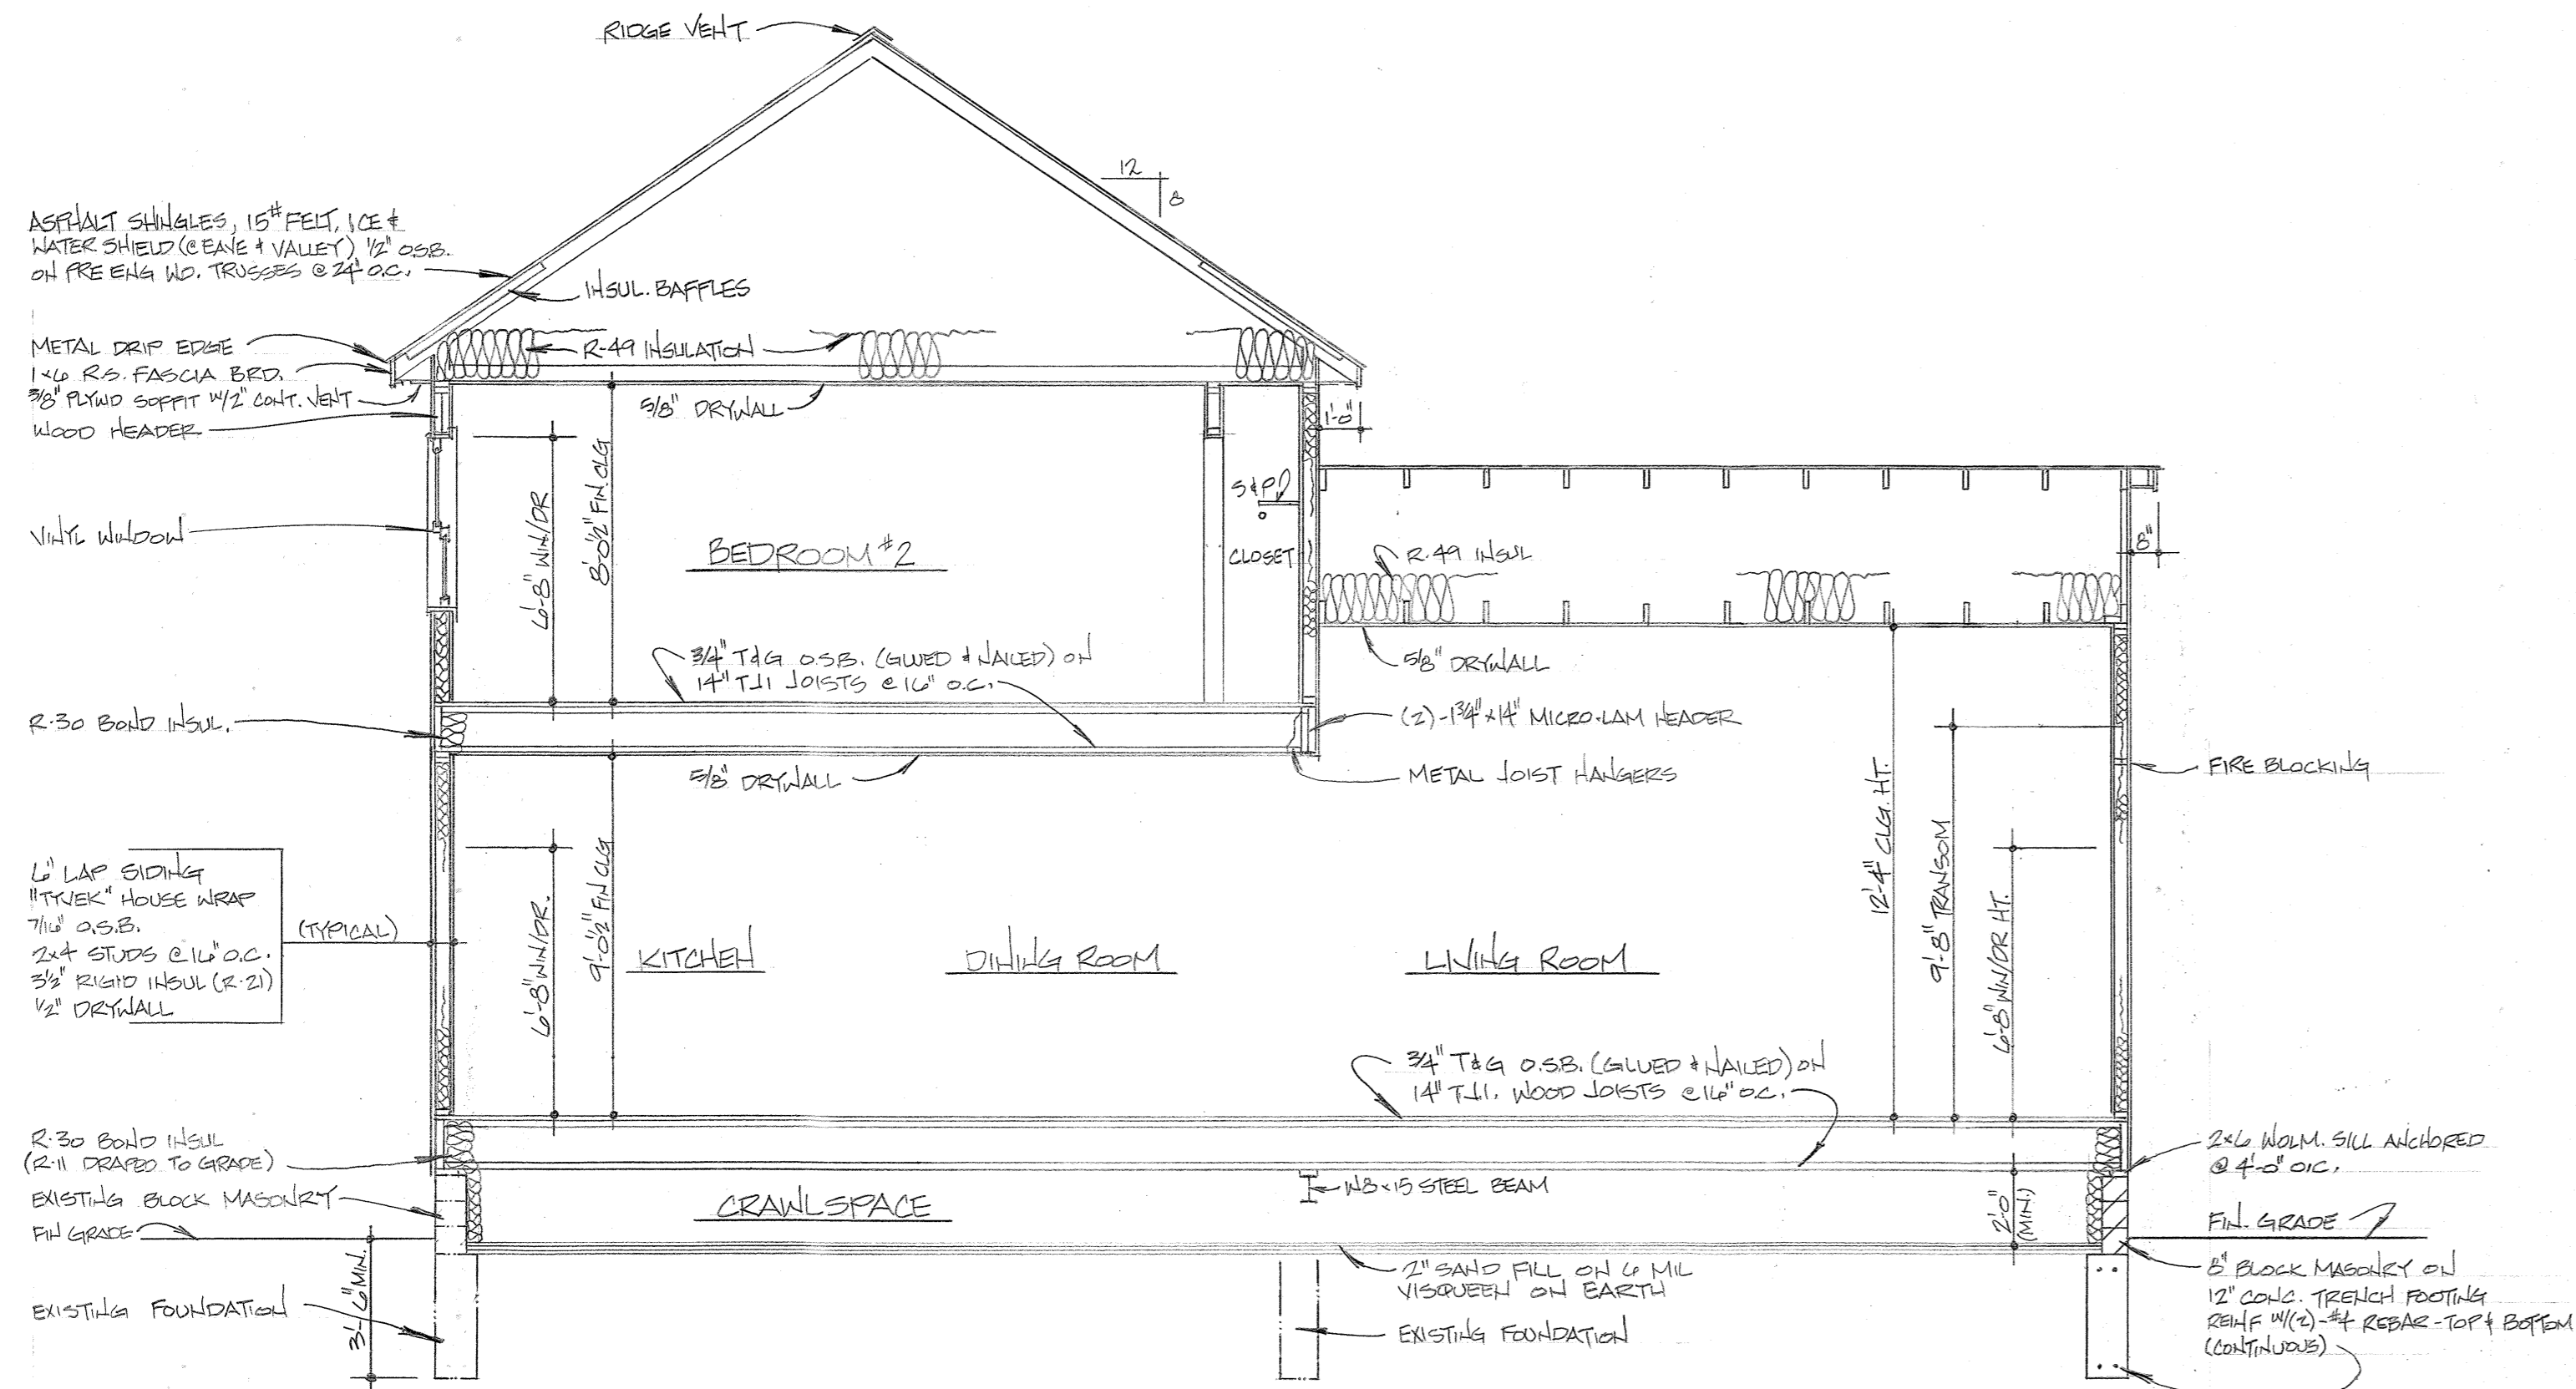 RIDGE VENT
12
8
ASPHALT SHINGLES, 15# FELT, ICE &
WATER SHIELD (@ EAVE & VALLEY) 1/2" O.S.B.
ON PRE ENG WD. TRUSSES @ 24" O.C.
INSUL. BAFFLES
METAL DRIP EDGE
1x6 R.S. FASCIA BRD.
3/8" PLYWD SOFFIT W/2" CONT. VENT
WOOD HEADER
R-49 INSULATION
5/8" DRYWALL
1'-0"
6'-8" WIN/DR
8'-0½" FIN. CLG
S&P
VINYL WINDOW
BEDROOM #2
CLOSET
R-49 INSUL
8"
3/4" T&G O.S.B. (GLUED & NAILED) ON
14" TJI JOISTS @ 16" O.C.
5/8" DRYWALL
R-30 BOND INSUL.
(2)-1¾"x14" MICRO-LAM HEADER
5/8" DRYWALL
METAL JOIST HANGERS
FIRE BLOCKING
6" LAP SIDING
"TYVEK" HOUSE WRAP
7/16" O.S.B.
2x4 STUDS @ 16" O.C.
3½" RIGID INSUL (R-21)
1/2" DRYWALL
(TYPICAL)
6'-8" WIN/DR.
9'-0½" FIN CLG
KITCHEN
DINING ROOM
LIVING ROOM
12'-4" CLG. HT.
9'-8" TRANSOM
6'-8" WIN/DR HT.
3/4" T&G O.S.B. (GLUED & NAILED) ON
14" TJI. WOOD JOISTS @ 16" O.C.
R-30 BOND INSUL
(R-11 DRAPED TO GRADE)
EXISTING BLOCK MASONRY
FIN GRADE
CRAWLSPACE
W8x15 STEEL BEAM
2'-0"
(MIN.)
2x6 WOLM. SILL ANCHORED
@ 4'-0" O.C.
FIN. GRADE
3'-6" MIN.
EXISTING FOUNDATION
2" SAND FILL ON 6 MIL
VISQUEEN ON EARTH
EXISTING FOUNDATION
8" BLOCK MASONRY ON
12" CONC. TRENCH FOOTING
REINF W/(2)-#4 REBAR-TOP & BOTTOM
(CONTINUOUS)